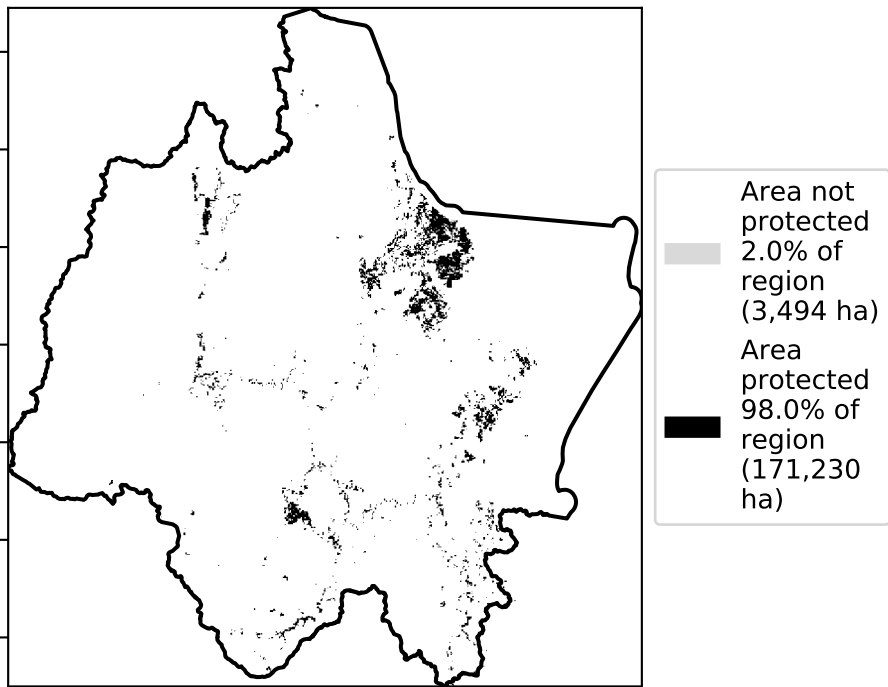 Area not
protected
2.0% of
region
(3,494 ha)
Area
protected
98.0% of
region
(171,230
ha)